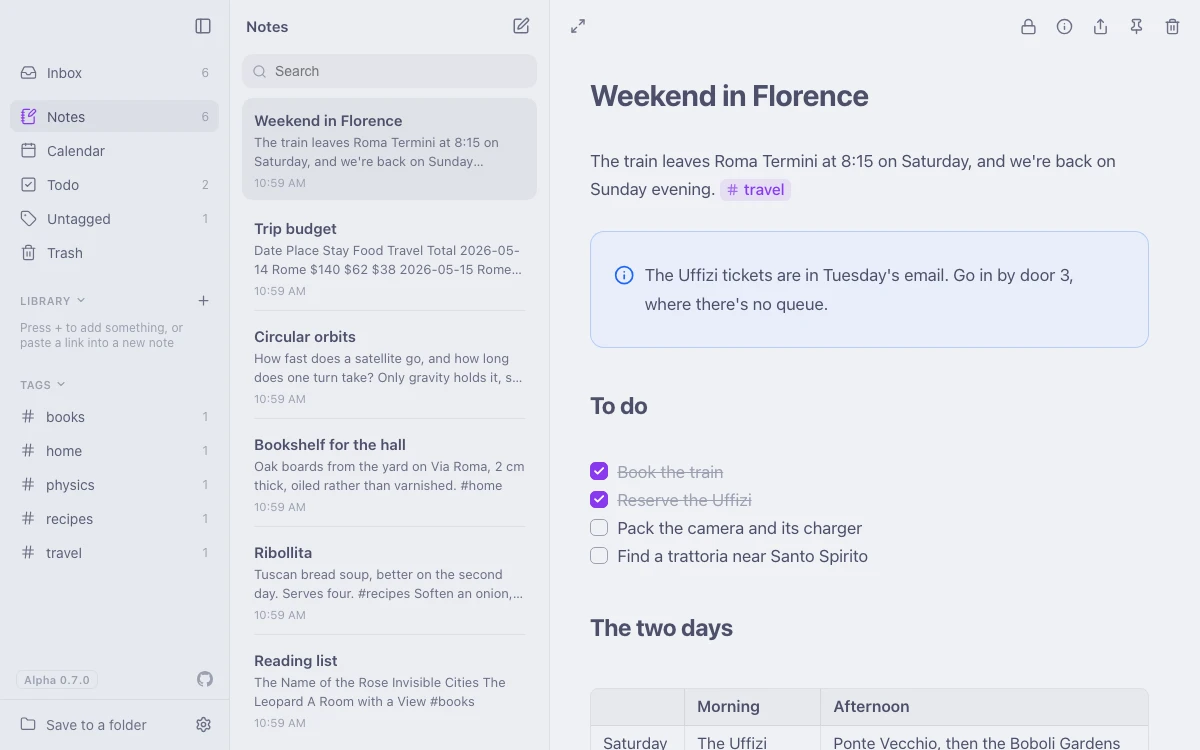 Inbox 6
Notes 6
Calendar
Todo 2
Untagged 1
Trash
LIBRARY
Press + to add something, or
paste a link into a new note
TAGS
# books 1
# home 1
# physics 1
# recipes 1
# travel 1
Alpha 0.7.0
Save to a folder
Notes
Search
Weekend in Florence
The train leaves Roma Termini at 8:15 on
Saturday, and we're back on Sunday…
10:59 AM
Trip budget
Date Place Stay Food Travel Total 2026-05-
14 Rome $140 $62 $38 2026-05-15 Rome…
10:59 AM
Circular orbits
How fast does a satellite go, and how long
does one turn take? Only gravity holds it, s…
10:59 AM
Bookshelf for the hall
Oak boards from the yard on Via Roma, 2 cm
thick, oiled rather than varnished. #home
10:59 AM
Ribollita
Tuscan bread soup, better on the second
day. Serves four. #recipes Soften an onion,…
10:59 AM
Reading list
The Name of the Rose Invisible Cities The
Leopard A Room with a View #books
10:59 AM
Weekend in Florence
The train leaves Roma Termini at 8:15 on Saturday, and we're back on
Sunday evening. # travel
The Uffizi tickets are in Tuesday's email. Go in by door 3,
where there's no queue.
To do
Book the train
Reserve the Uffizi
Pack the camera and its charger
Find a trattoria near Santo Spirito
The two days
Morning Afternoon
Saturday The Uffizi Ponte Vecchio, then the Boboli Gardens